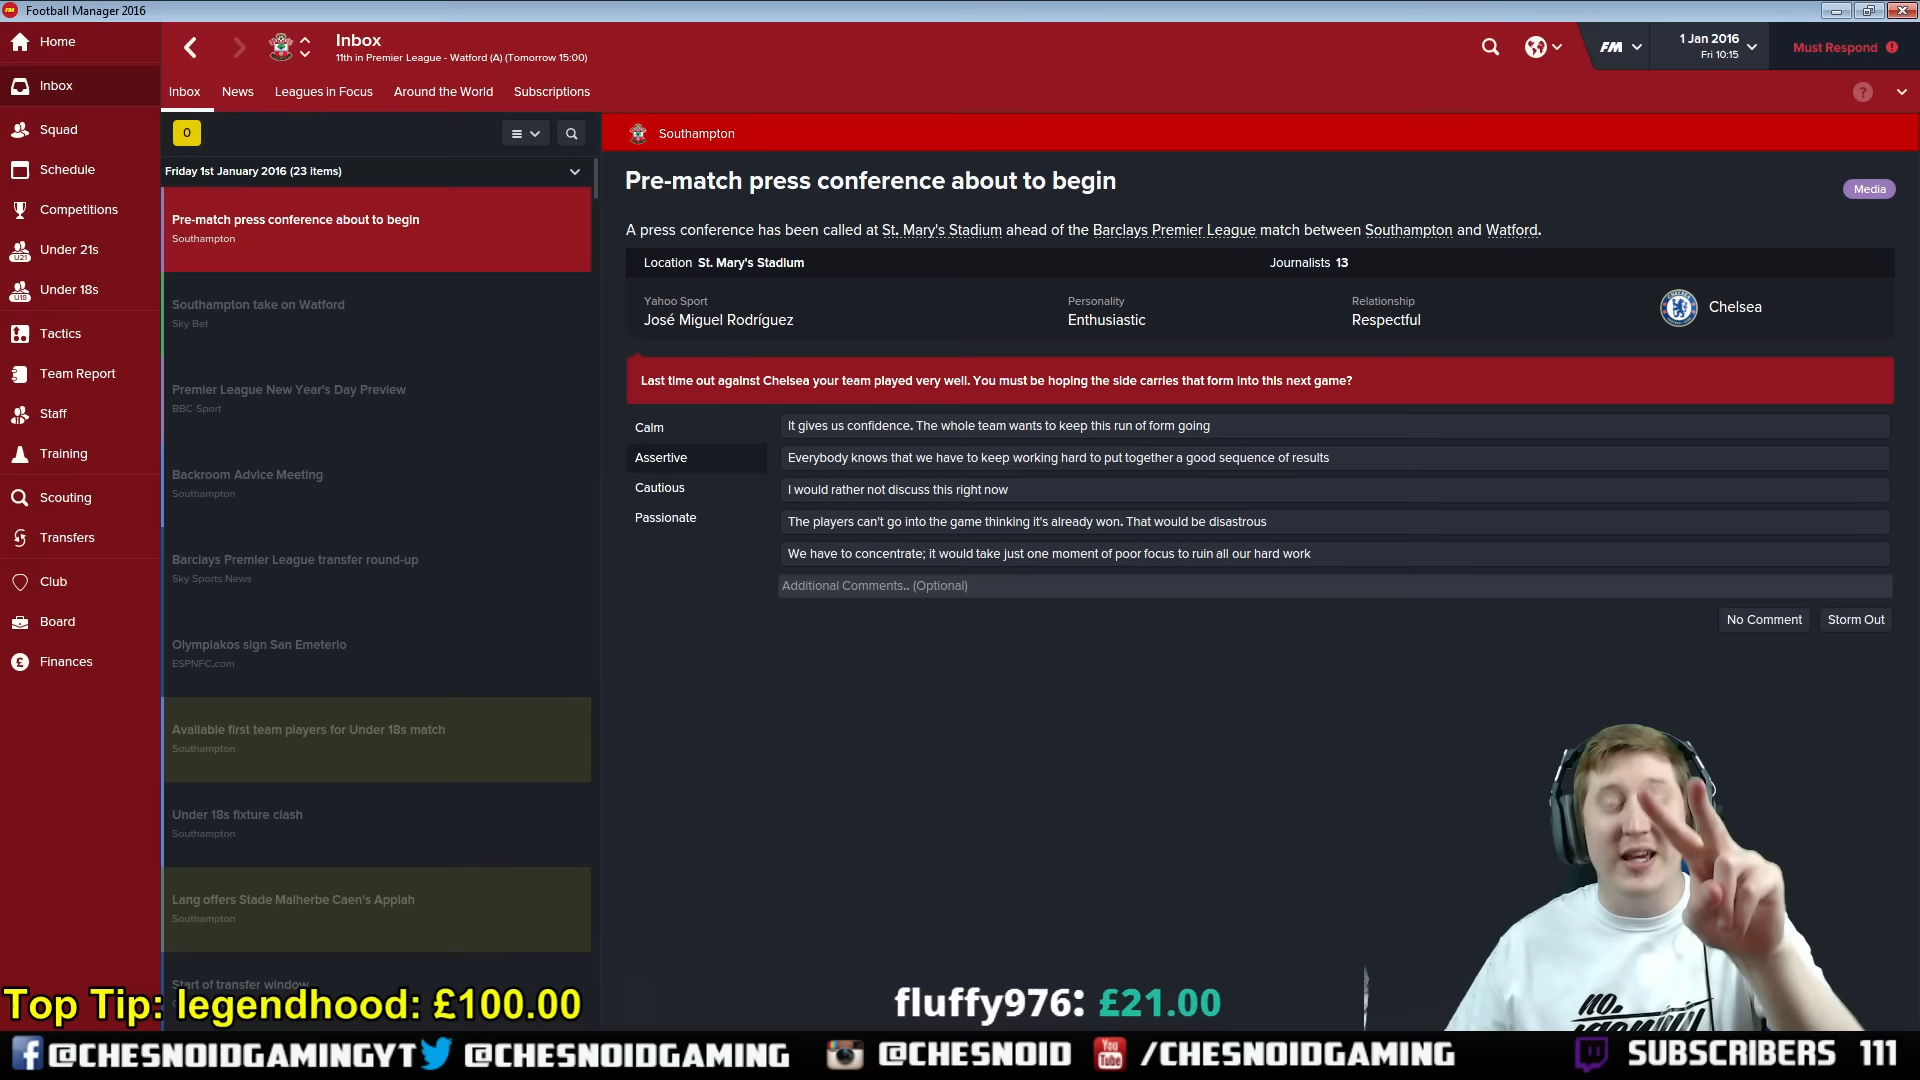 Football Manager 2016
Home
Inbox
Squad
Schedule
Competitions
Under 21s
Under 18s
Tactics
Team Report
Staff
Training
Scouting
Transfers
Club
Board
Finances
Inbox
11th in Premier League - Watford (A) (Tomorrow 15:00)
FM
1 Jan 2016
Fri 10:15
Must Respond
Inbox News Leagues in Focus Around the World Subscriptions
0
Friday 1st January 2016 (23 items)
Pre-match press conference about to begin
Southampton
Southampton take on Watford
Sky Bet
Premier League New Year's Day Preview
BBC Sport
Backroom Advice Meeting
Southampton
Barclays Premier League transfer round-up
Sky Sports News
Olympiakos sign San Emeterio
ESPNFC.com
Available first team players for Under 18s match
Southampton
Under 18s fixture clash
Southampton
Lang offers Stade Malherbe Caen's Appiah
Southampton
Start of transfer window
Southampton
Pre-match press conference about to begin
Media
A press conference has been called at St. Mary's Stadium ahead of the Barclays Premier League match between Southampton and Watford.
Location St. Mary's Stadium
Journalists 13
Yahoo Sport
José Miguel Rodríguez
Personality
Enthusiastic
Relationship
Respectful
Chelsea
Last time out against Chelsea your team played very well. You must be hoping the side carries that form into this next game?
Calm
Assertive
Cautious
Passionate
It gives us confidence. The whole team wants to keep this run of form going
Everybody knows that we have to keep working hard to put together a good sequence of results
I would rather not discuss this right now
The players can't go into the game thinking it's already won. That would be disastrous
We have to concentrate; it would take just one moment of poor focus to ruin all our hard work
Additional Comments.. (Optional)
No Comment
Storm Out
Top Tip: legendhood: £100.00
fluffy976: £21.00
@CHESNOIDGAMINGYT @CHESNOIDGAMING @CHESNOID /CHESNOIDGAMING SUBSCRIBERS 111